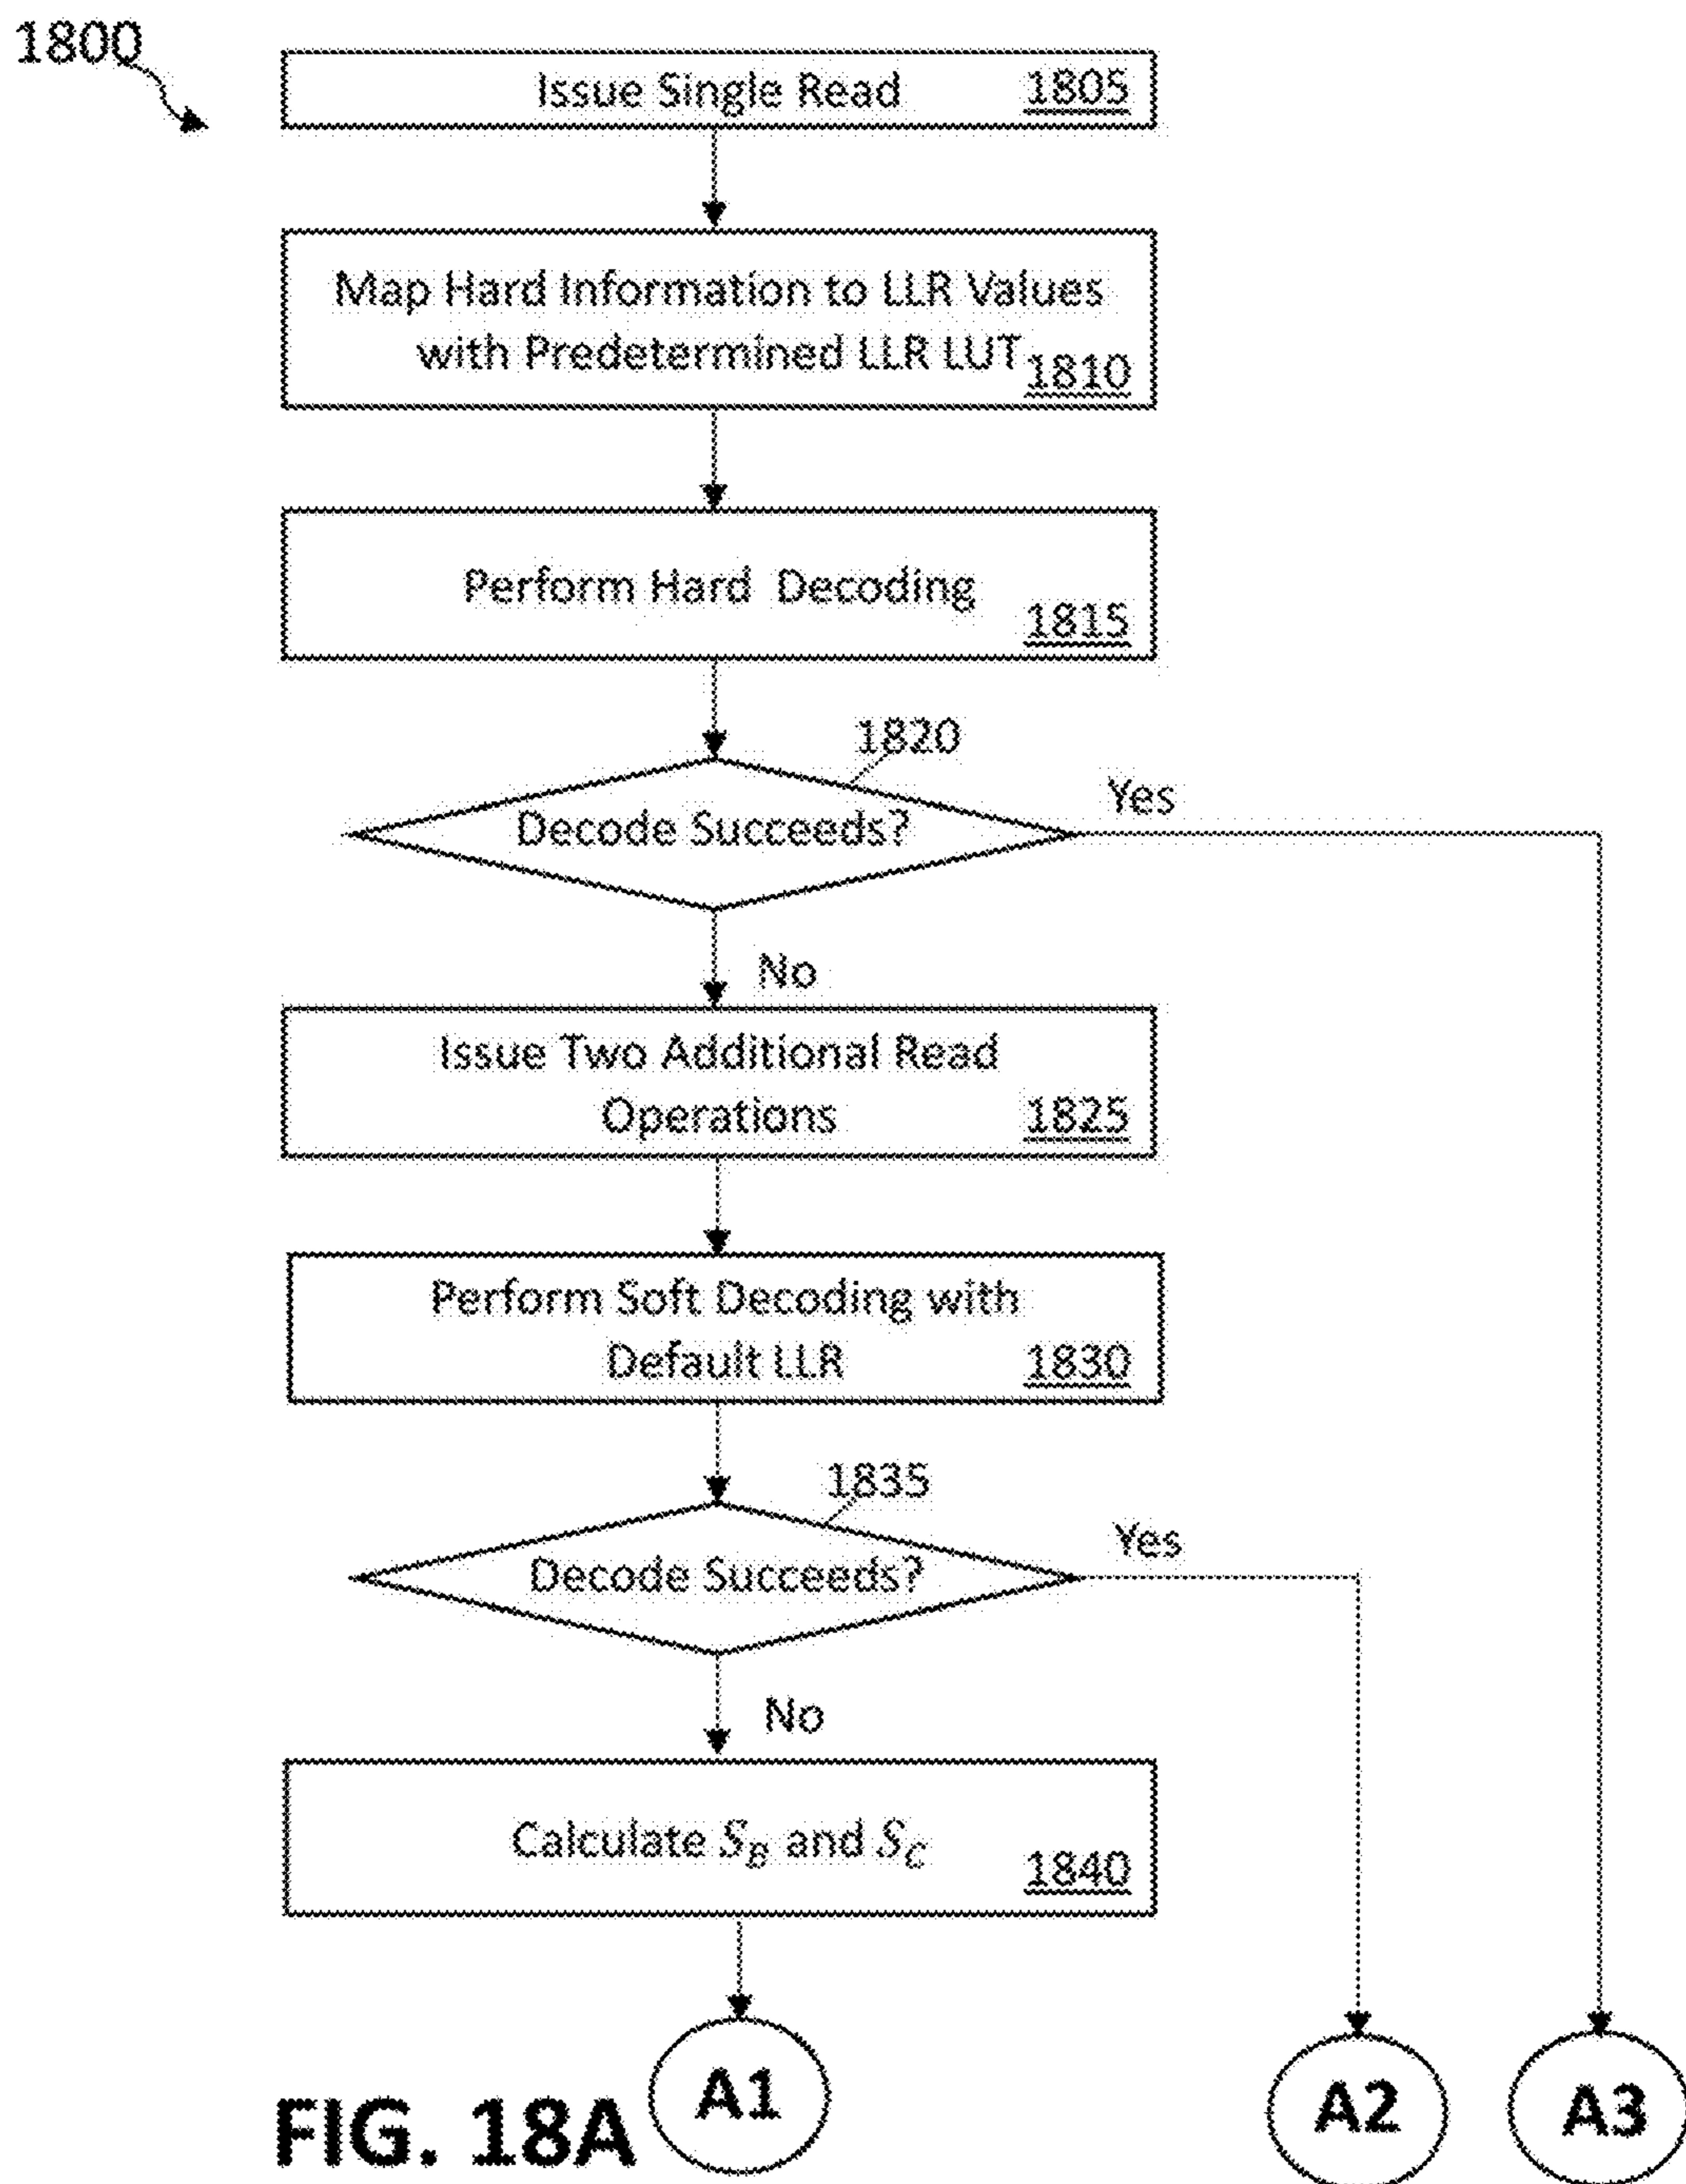 1800
Issue Single Read 1805
Map Hard Information to LLR Values
with Predetermined LLR LUT 1810
Perform Hard Decoding
1815
1820
Decode Succeeds?
Yes
No
Issue Two Additional Read
Operations 1825
Perform Soft Decoding with
Default LLR 1830
1835
Decode Succeeds?
Yes
No
Calculate S_B and S_C
1840
A1
A2
A3
FIG. 18A